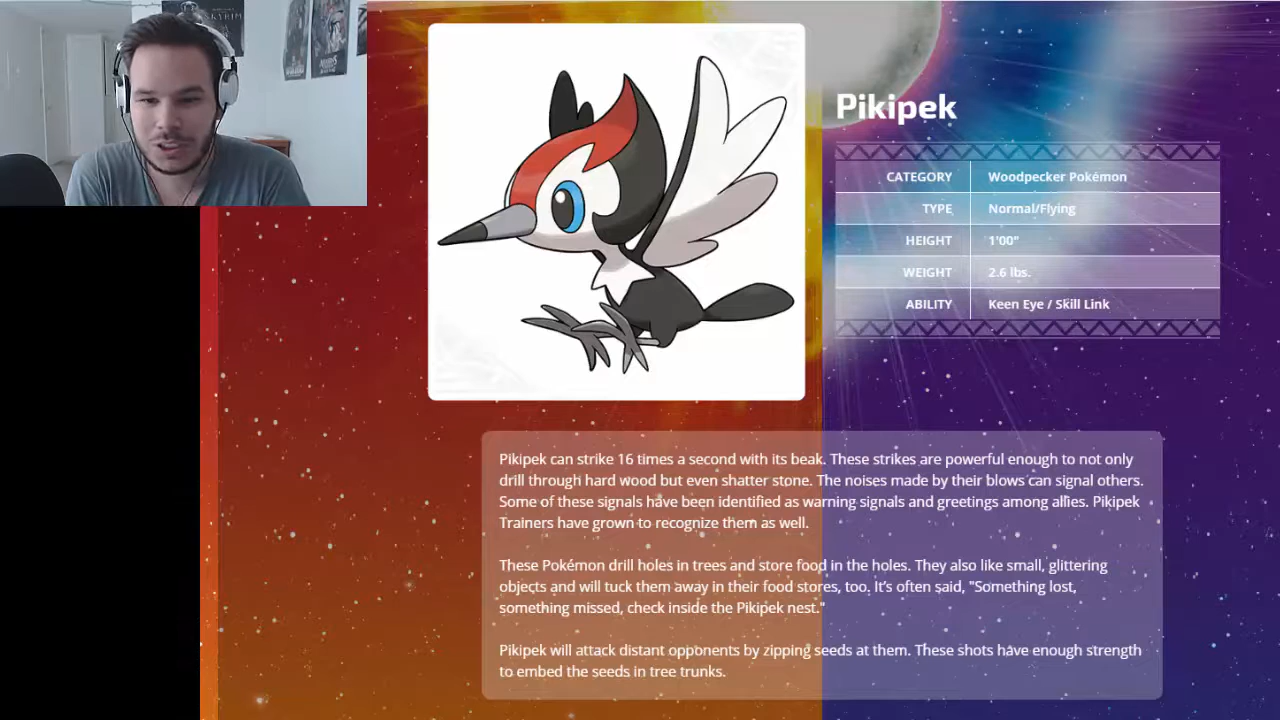 SKYRIM
Pikipek
CATEGORY Woodpecker Pokémon
TYPE Normal/Flying
HEIGHT 1'00"
WEIGHT 2.6 lbs.
ABILITY Keen Eye / Skill Link
Pikipek can strike 16 times a second with its beak. These strikes are powerful enough to not only
drill through hard wood but even shatter stone. The noises made by their blows can signal others.
Some of these signals have been identified as warning signals and greetings among allies. Pikipek
Trainers have grown to recognize them as well.
These Pokémon drill holes in trees and store food in the holes. They also like small, glittering
objects and will tuck them away in their food stores, too. It’s often said, "Something lost,
something missed, check inside the Pikipek nest."
Pikipek will attack distant opponents by zipping seeds at them. These shots have enough strength
to embed the seeds in tree trunks.